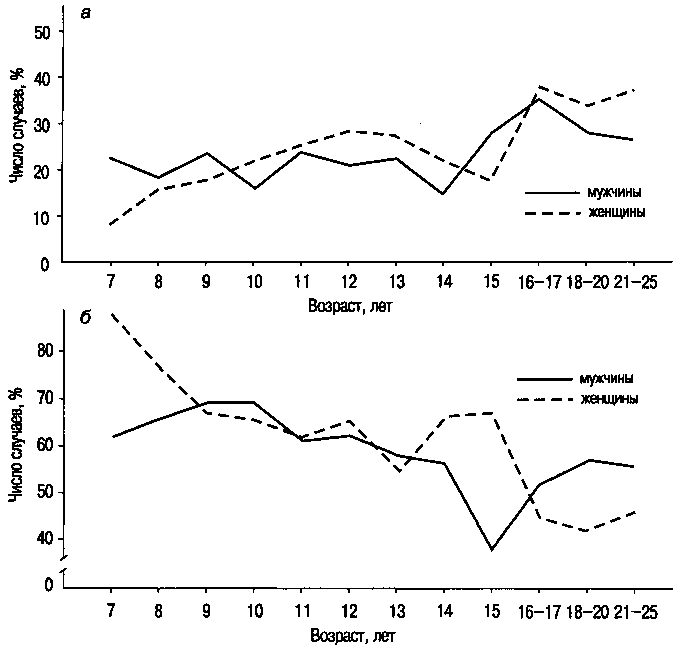 а
Число случаев, %
50
40
30
20
10
0
мужчины
женщины
7 8 9 10 11 12 13 14 15 16–17 18–20 21–25
Возраст, лет
б
Число случаев, %
80
70
60
50
40
0
мужчины
женщины
7 8 9 10 11 12 13 14 15 16–17 18–20 21–25
Возраст, лет